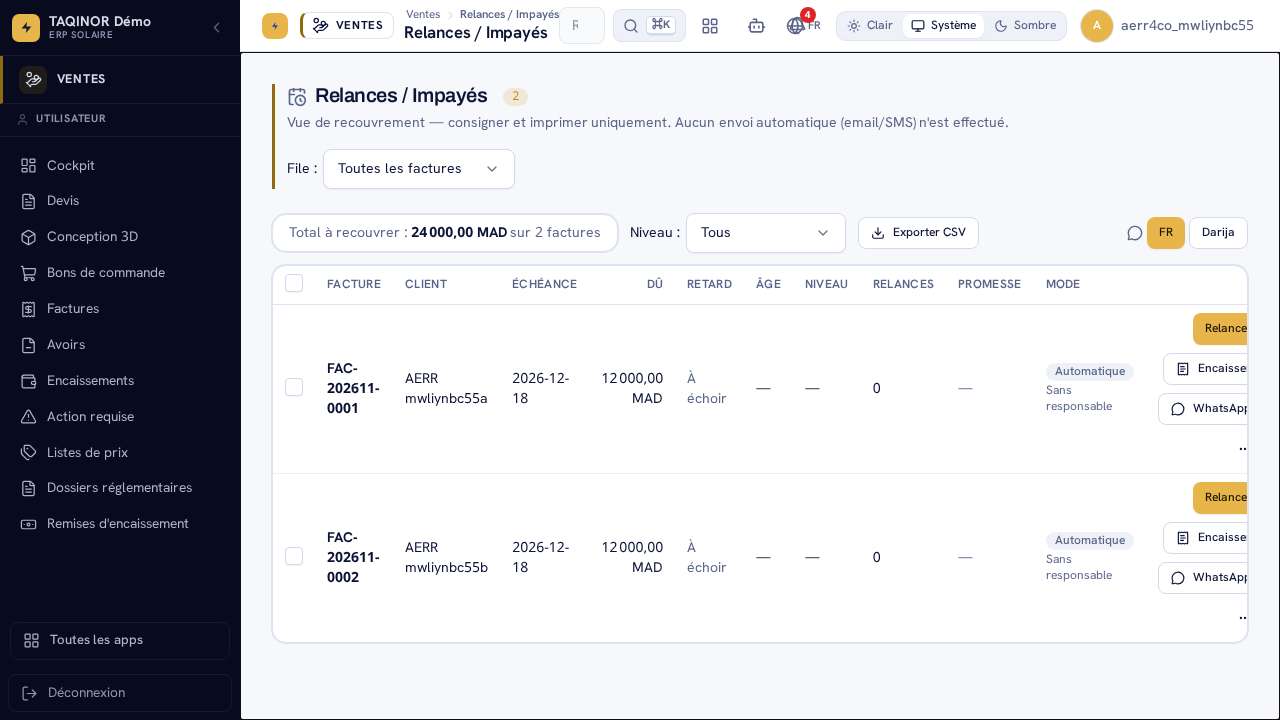 TAQINOR Démo
ERP SOLAIRE
VENTES
UTILISATEUR
Cockpit
Devis
Conception 3D
Bons de commande
Factures
Avoirs
Encaissements
Action requise
Listes de prix
Dossiers réglementaires
Remises d'encaissement
Toutes les apps
Déconnexion
VENTES
Ventes
Relances / Impayés
Relances / Impayés
R
⌘K
4
FR
Clair
Système
Sombre
A
aerr4co_mwliynbc55
Relances / Impayés
2
Vue de recouvrement — consigner et imprimer uniquement. Aucun envoi automatique (email/SMS) n'est effectué.
File :
Toutes les factures
Total à recouvrer : 24 000,00 MAD sur 2 factures
Niveau :
Tous
Exporter CSV
FR
Darija
FACTURE CLIENT ÉCHÉANCE DÛ RETARD ÂGE NIVEAU RELANCES PROMESSE MODE
FAC-
202611-
0001
AERR
mwliynbc55a
2026-12-
18
12 000,00
MAD
À
échoir
—
—
0
—
Automatique
Sans
responsable
Relance
Encaisse
WhatsApp
..
FAC-
202611-
0002
AERR
mwliynbc55b
2026-12-
18
12 000,00
MAD
À
échoir
—
—
0
—
Automatique
Sans
responsable
Relance
Encaisse
WhatsApp
..